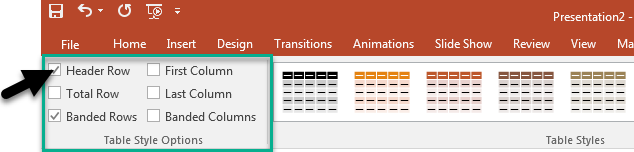 Presentation2 -
File Home Insert Design Transitions Animations Slide Show Review View Ma
Header Row First Column
Total Row Last Column
Banded Rows Banded Columns
Table Style Options Table Styles